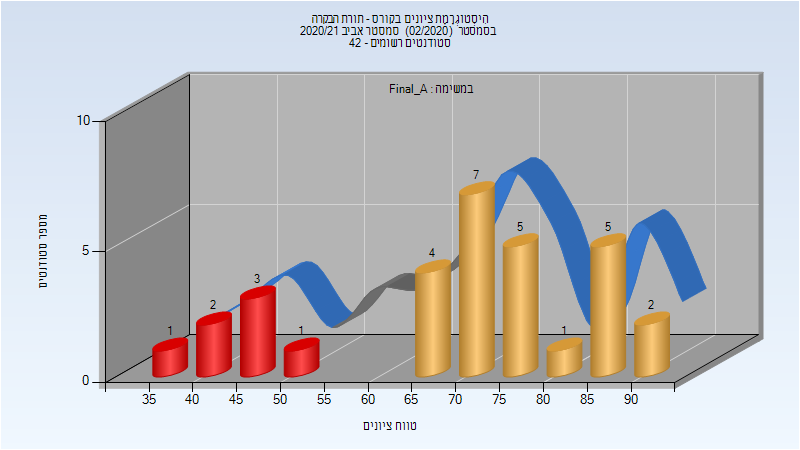 היסטוגרמת ציונים בקורס - תורת הבקרה
בסמסטר (02/2020) סמסטר אביב 2020/21
סטודנטים רשומים - 42
במשימה : Final_A
מספר סטודנטים
10
5
0
1
2
3
1
4
7
5
1
5
2
35 40 45 50 55 60 65 70 75 80 85 90
טווח ציונים